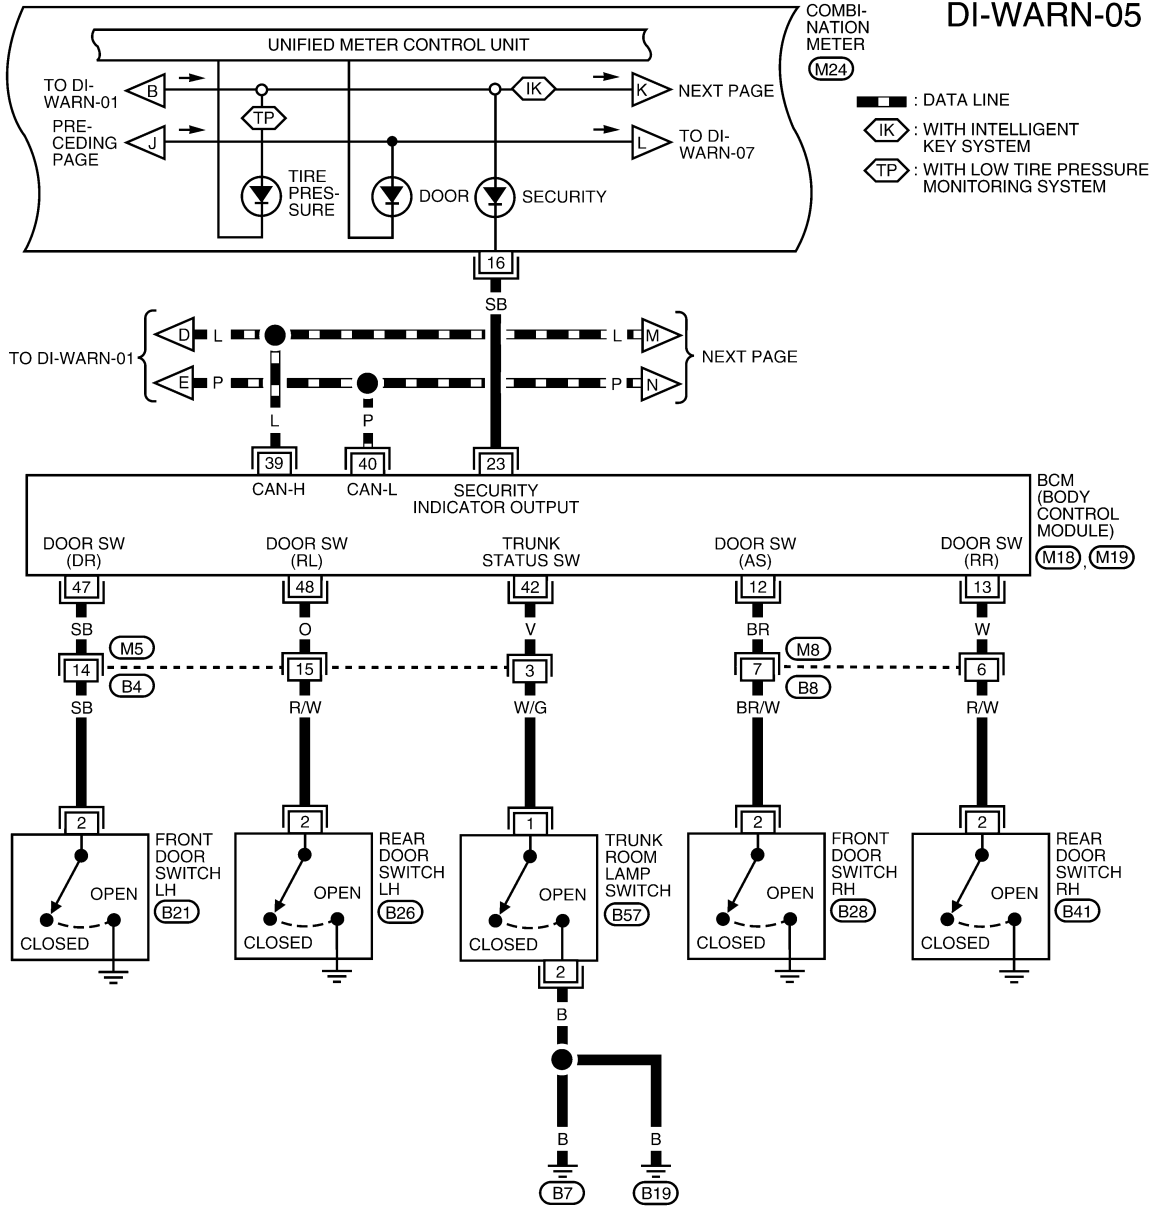 DI-WARN-05
COMBI-
NATION
METER
M24
UNIFIED METER CONTROL UNIT
TO DI-
WARN-01
B
IK
K
NEXT PAGE
TP
PRE-
CEDING
PAGE
J
L
TO DI-
WARN-07
TIRE
PRES-
SURE
DOOR
SECURITY
: DATA LINE
IK
: WITH INTELLIGENT
KEY SYSTEM
TP
: WITH LOW TIRE PRESSURE
MONITORING SYSTEM
16
SB
TO DI-WARN-01
D
L
L
M
E
P
P
N
NEXT PAGE
L
P
39
40
23
CAN-H
CAN-L
SECURITY
INDICATOR OUTPUT
BCM
(BODY
CONTROL
MODULE)
M18
,
M19
DOOR SW
(DR)
DOOR SW
(RL)
TRUNK
STATUS SW
DOOR SW
(AS)
DOOR SW
(RR)
47
48
42
12
13
SB
O
V
BR
W
M5
M8
14
15
3
7
6
B4
B8
SB
R/W
W/G
BR/W
R/W
2
2
1
2
2
FRONT
DOOR
SWITCH
LH
B21
OPEN
CLOSED
REAR
DOOR
SWITCH
LH
B26
OPEN
CLOSED
TRUNK
ROOM
LAMP
SWITCH
B57
OPEN
CLOSED
FRONT
DOOR
SWITCH
RH
B28
OPEN
CLOSED
REAR
DOOR
SWITCH
RH
B41
OPEN
CLOSED
2
B
B
B
B7
B19